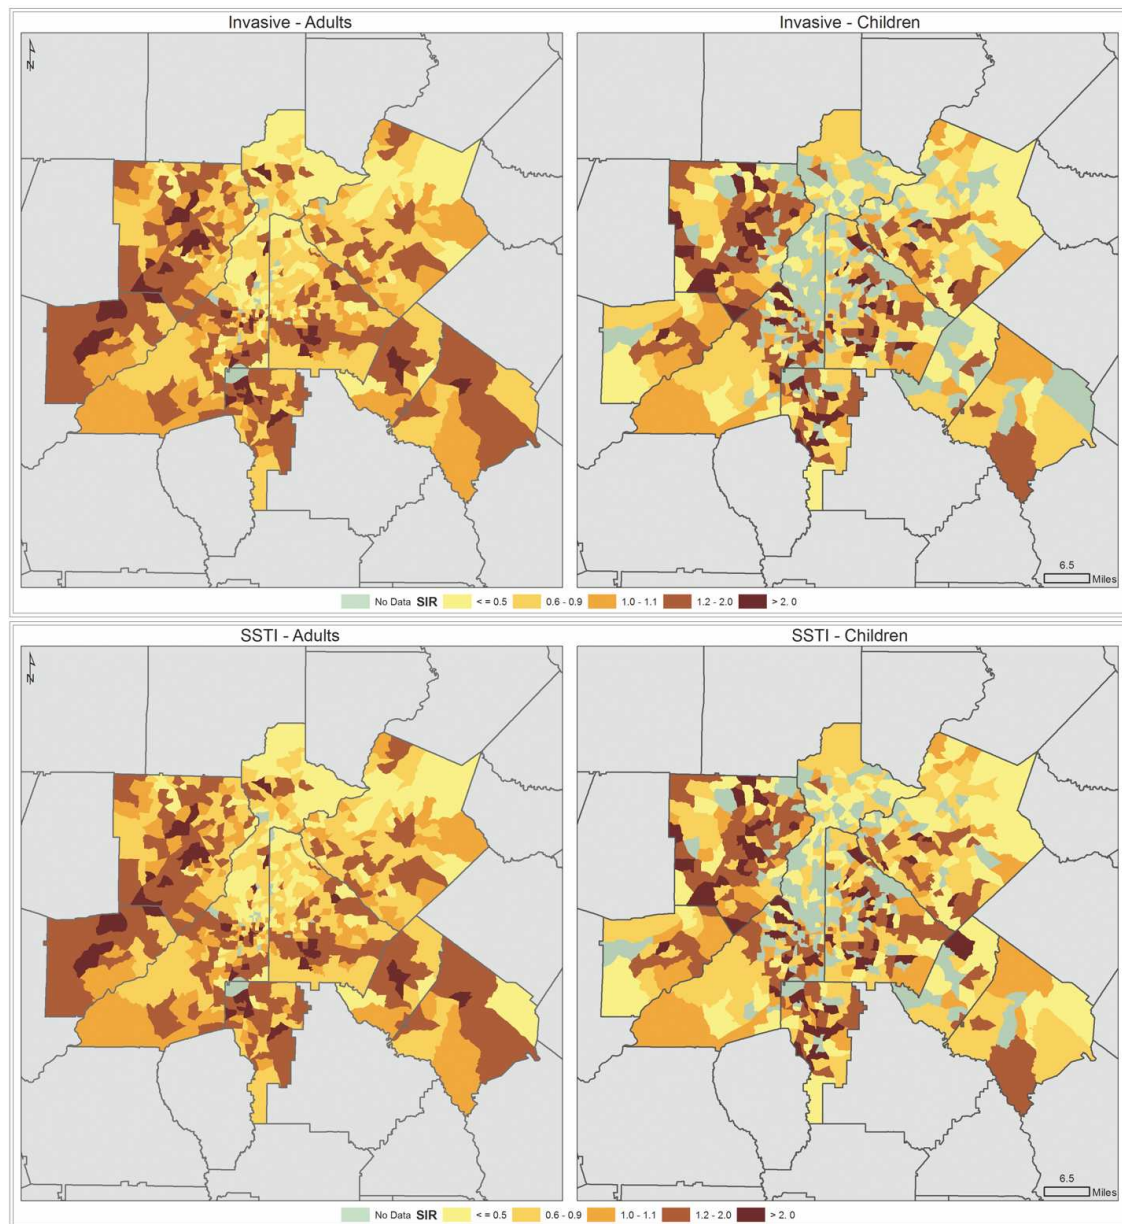 Invasive - Adults
Invasive - Children
N
6.5
Miles
No Data SIR < = 0.5 0.6 - 0.9 1.0 - 1.1 1.2 - 2.0 > 2. 0
SSTI - Adults
SSTI - Children
N
6.5
Miles
No Data SIR < = 0.5 0.6 - 0.9 1.0 - 1.1 1.2 - 2.0 > 2. 0